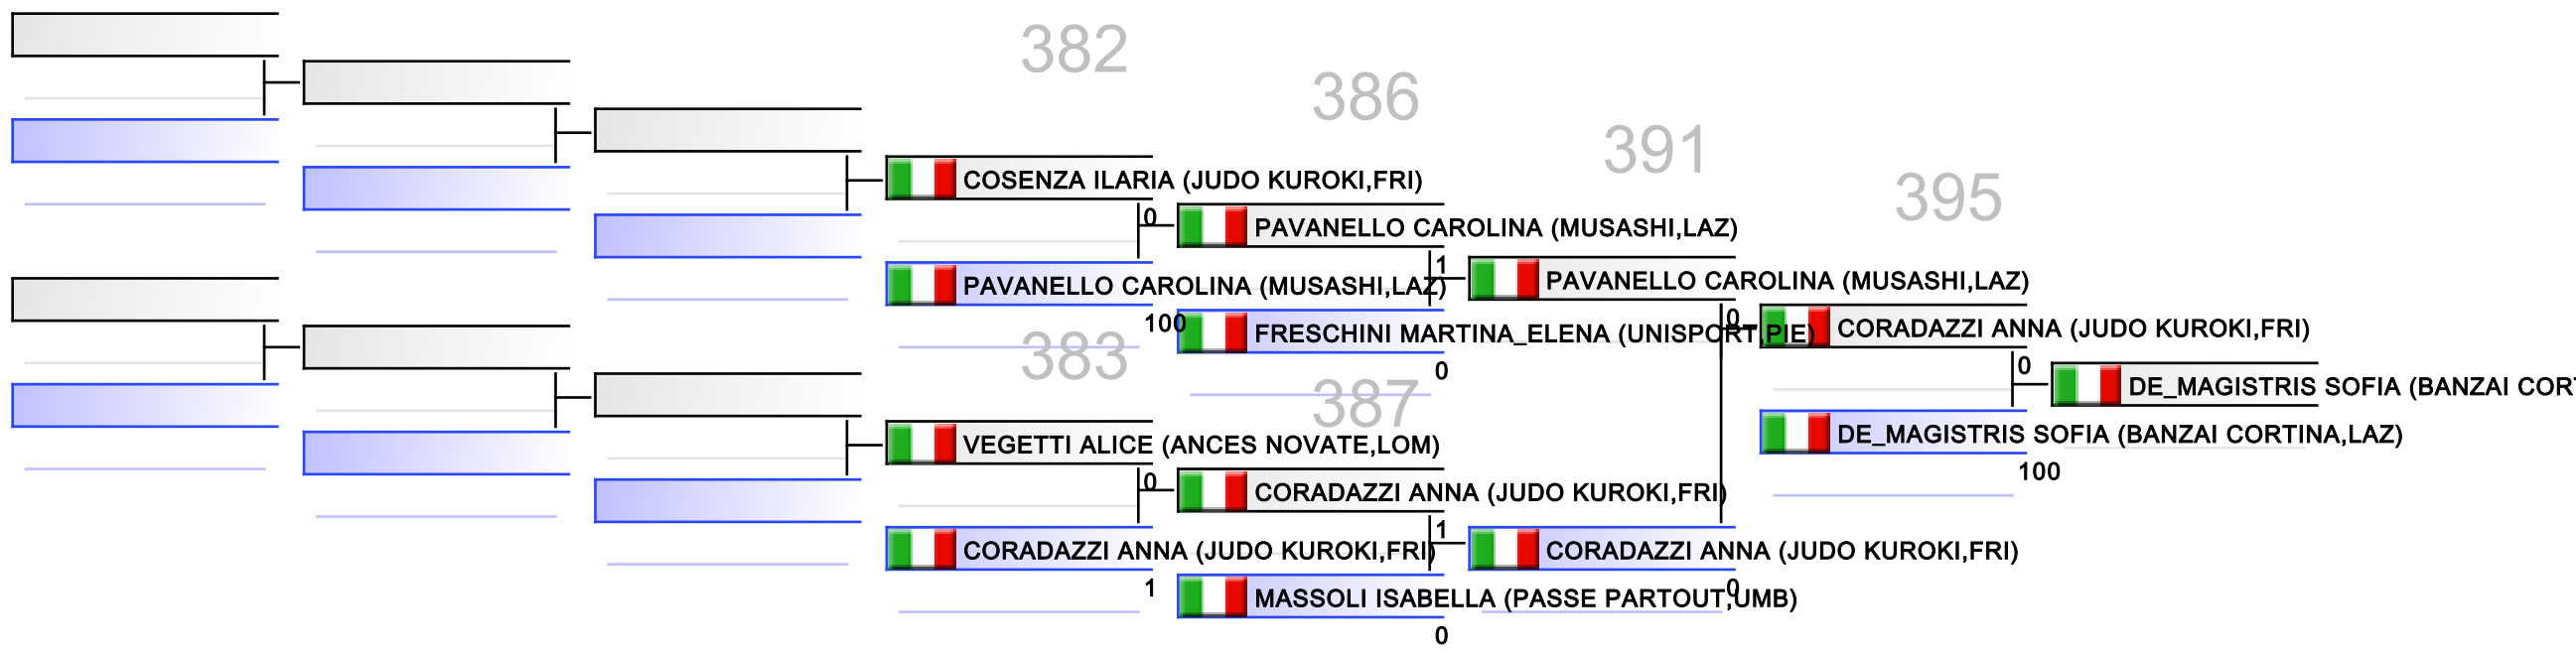 382
386
391
COSENZA ILARIA (JUDO KUROKI,FRI)
395
0
PAVANELLO CAROLINA (MUSASHI,LAZ)
1
PAVANELLO CAROLINA (MUSASHI,LAZ)
PAVANELLO CAROLINA (MUSASHI,LAZ)
100
FRESCHINI MARTINA_ELENA (UNISPORT,PIE)
0
CORADAZZI ANNA (JUDO KUROKI,FRI)
383
0
0
DE_MAGISTRIS SOFIA (BANZAI COR
387
VEGETTI ALICE (ANCES NOVATE,LOM)
DE_MAGISTRIS SOFIA (BANZAI CORTINA,LAZ)
100
0
CORADAZZI ANNA (JUDO KUROKI,FRI)
1
CORADAZZI ANNA (JUDO KUROKI,FRI)
CORADAZZI ANNA (JUDO KUROKI,FRI)
1
0
MASSOLI ISABELLA (PASSE PARTOUT,UMB)
0